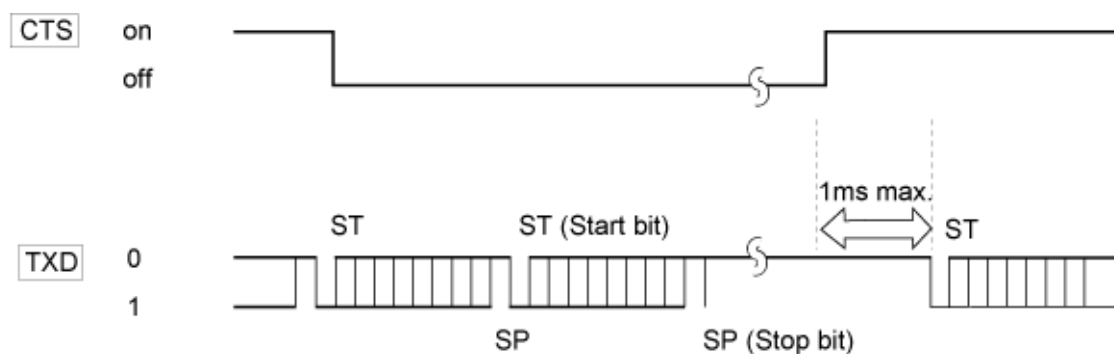 CTS on
off
1ms max.
ST ST (Start bit) ST
TXD 0
1
SP SP (Stop bit)